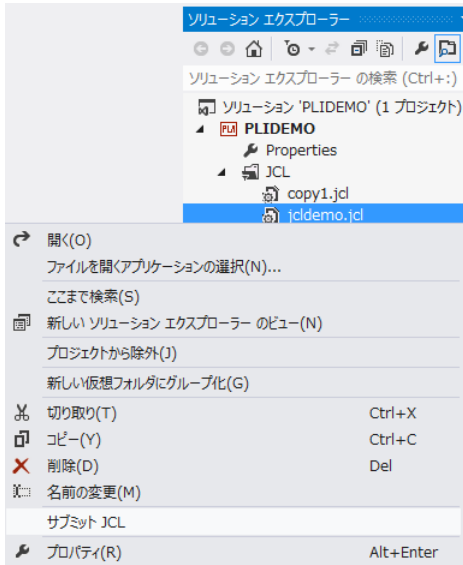 ソリューション エクスプローラー
ソリューション エクスプローラー の検索 (Ctrl+:)
ソリューション 'PLIDEMO' (1 プロジェクト)
PLI PLIDEMO
Properties
JCL
copy1.jcl
jcldemo.jcl
開く(O)
ファイルを開くアプリケーションの選択(N)...
ここまで検索(S)
新しい ソリューション エクスプローラー のビュー(N)
プロジェクトから除外(J)
新しい仮想フォルダにグループ化(G)
切り取り(T) Ctrl+X
コピー(Y) Ctrl+C
削除(D) Del
名前の変更(M)
サブミット JCL
プロパティ(R) Alt+Enter